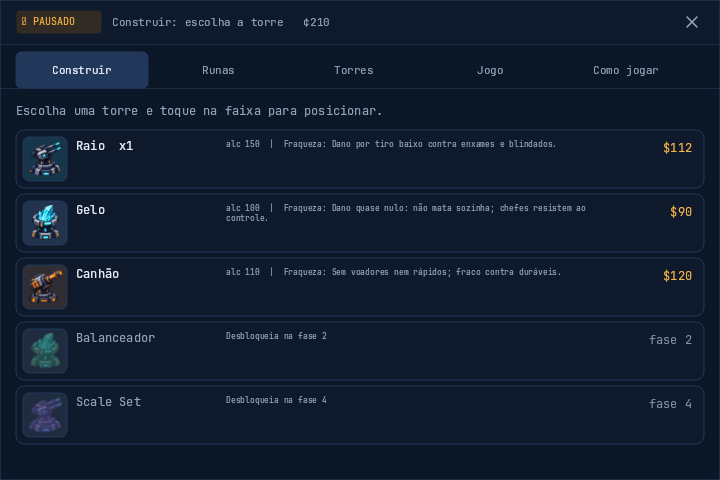 PAUSADO Construir: escolha a torre $210
Construir Runas Torres Jogo Como jogar
Escolha uma torre e toque na faixa para posicionar.
Raio x1 alc 150 | Fraqueza: Dano por tiro baixo contra enxames e blindados. $112
Gelo alc 100 | Fraqueza: Dano quase nulo: não mata sozinha; chefes resistem ao $90
controle.
Canhão alc 110 | Fraqueza: Sem voadores nem rápidos; fraco contra duráveis. $120
Balanceador Desbloqueia na fase 2 fase 2
Scale Set Desbloqueia na fase 4 fase 4